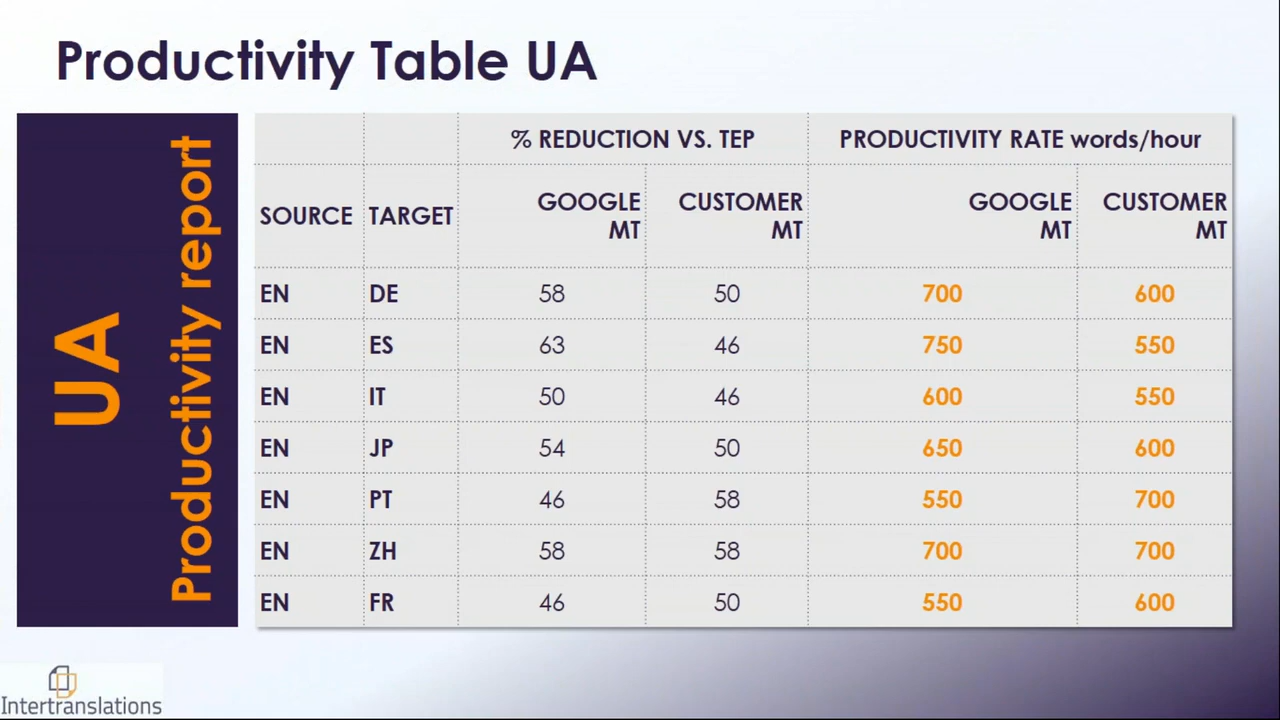 Productivity Table UA
UA
Productivity report
% REDUCTION VS. TEP PRODUCTIVITY RATE words/hour
SOURCE TARGET GOOGLE MT CUSTOMER MT GOOGLE MT CUSTOMER MT
EN DE 58 50 700 600
EN ES 63 46 750 550
EN IT 50 46 600 550
EN JP 54 50 650 600
EN PT 46 58 550 700
EN ZH 58 58 700 700
EN FR 46 50 550 600
Intertranslations